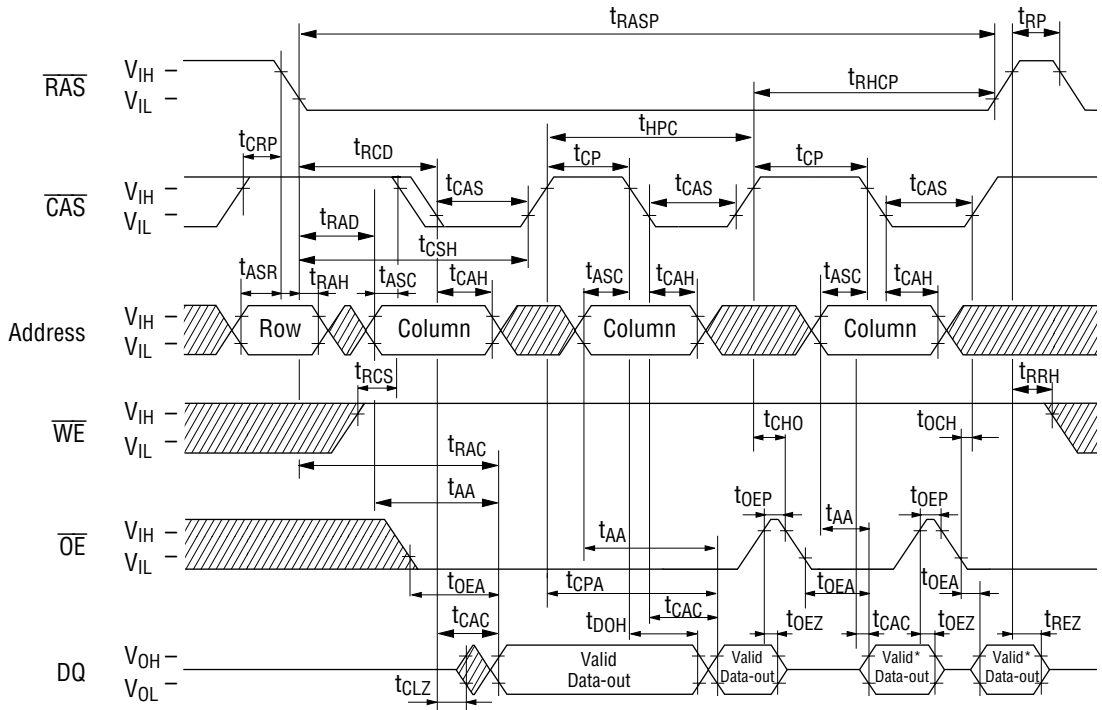 tRASP
tRP
RAS
VIH
VIL
tRHCP
tHPC
tCRP
tRCD
tCP
tCP
CAS
VIH
VIL
tCAS
tCAS
tCAS
tRAD
tCSH
tASR
tRAH
tASC
tCAH
tASC
tCAH
tASC
tCAH
Address
VIH
VIL
Row
Column
Column
Column
tRCS
tRRH
WE
VIH
VIL
tCHO
tOCH
tRAC
tAA
tOEP
tOEP
OE
VIH
VIL
tAA
tAA
tOEA
tCPA
tOEA
tOEA
tCAC
tDOH
tCAC
tOEZ
tCAC
tOEZ
tREZ
DQ
VOH
VOL
Valid
Data-out
Valid
Data-out
Valid*
Data-out
Valid*
Data-out
tCLZ